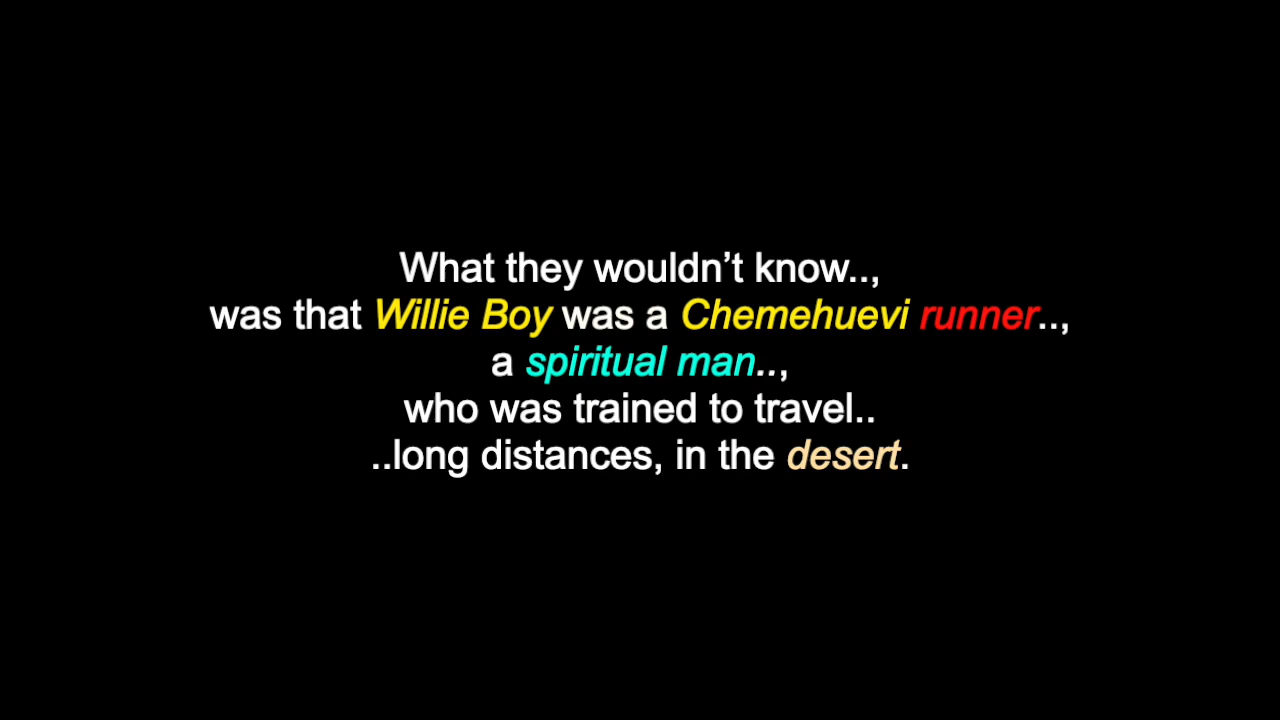 What they wouldn’t know..,
was that Willie Boy was a Chemehuevi runner..,
a spiritual man..,
who was trained to travel..
..long distances, in the desert.